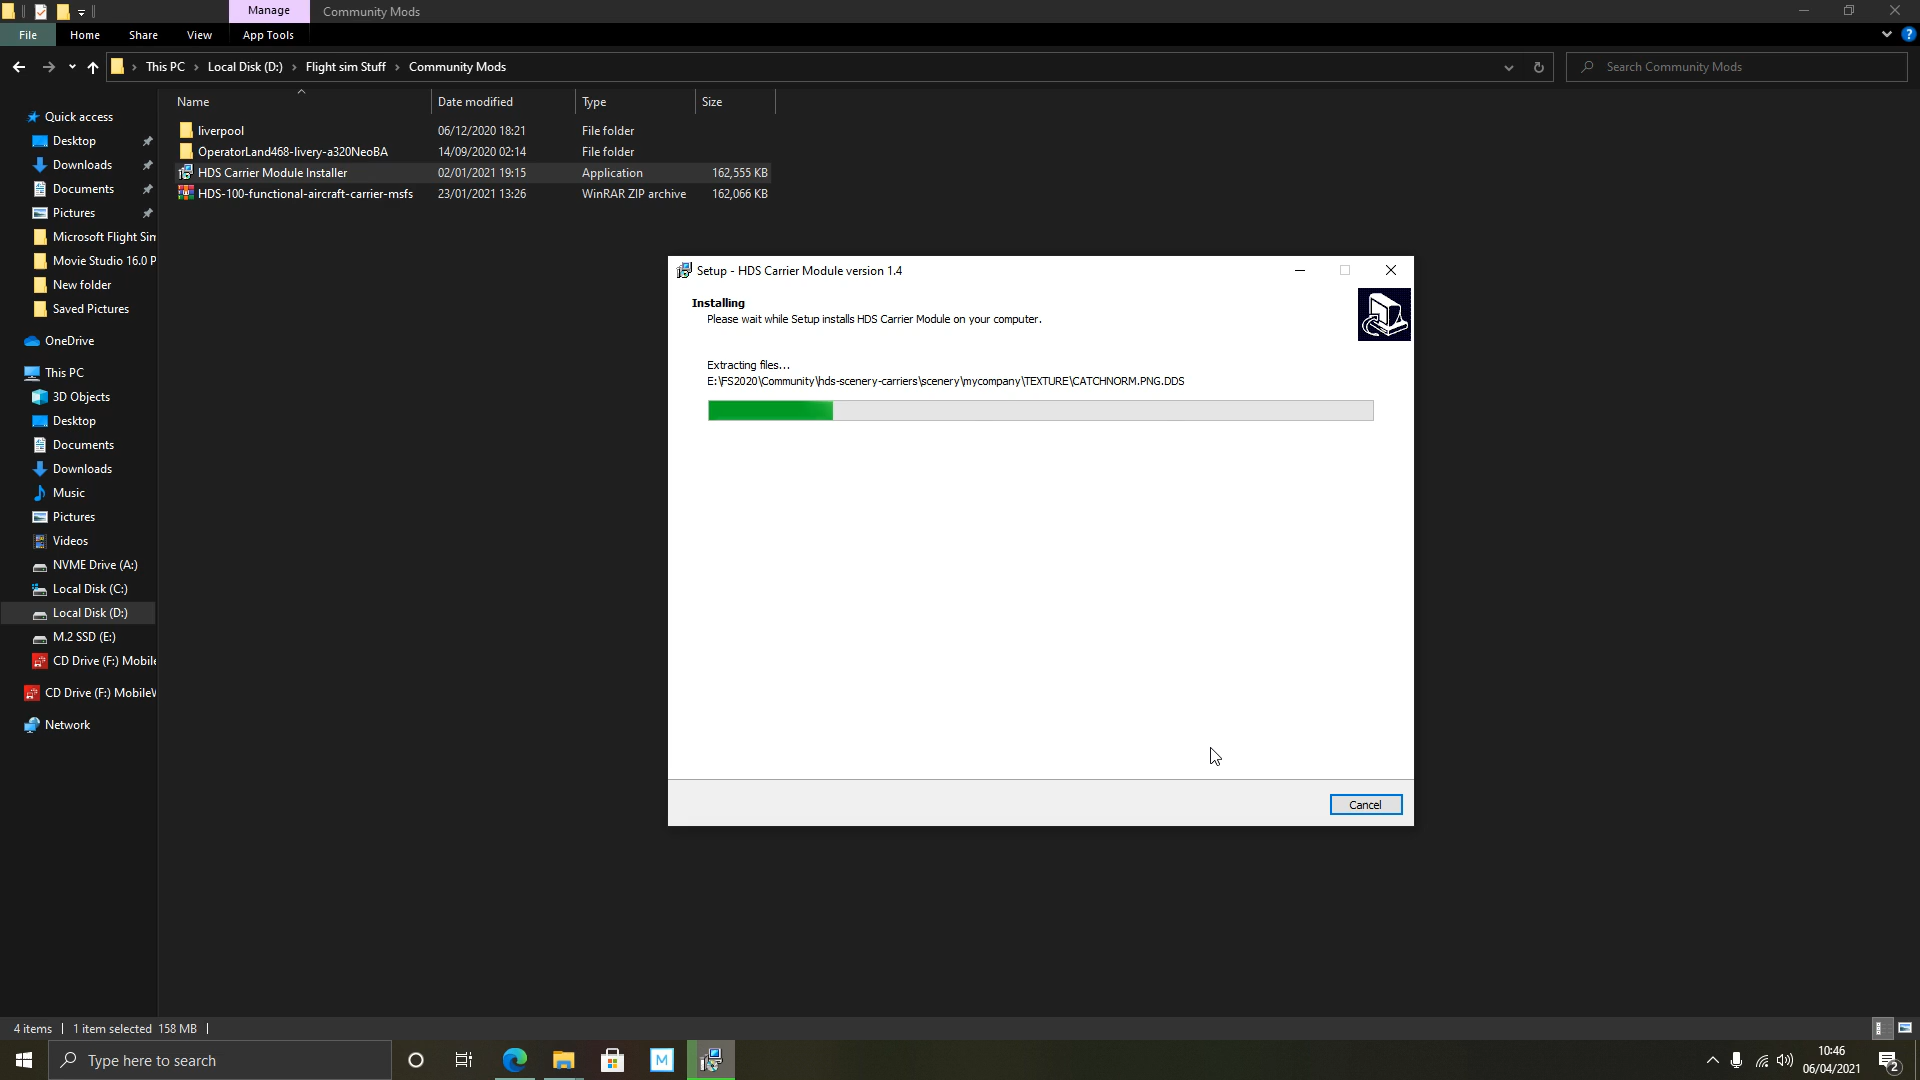 Manage
Community Mods
File
Home
Share
View
App Tools
This PC
Local Disk (D:)
Flight sim Stuff
Community Mods
Search Community Mods
Name
Date modified
Type
Size
liverpool
06/12/2020 18:21
File folder
OperatorLand468-livery-a320NeoBA
14/09/2020 02:14
File folder
HDS Carrier Module Installer
02/01/2021 19:15
Application
162,555 KB
HDS-100-functional-aircraft-carrier-msfs
23/01/2021 13:26
WinRAR ZIP archive
162,066 KB
Quick access
Desktop
Downloads
Documents
Pictures
Microsoft Flight Sim
Movie Studio 16.0 P
New folder
Saved Pictures
OneDrive
This PC
3D Objects
Desktop
Documents
Downloads
Music
Pictures
Videos
NVME Drive (A:)
Local Disk (C:)
Local Disk (D:)
M.2 SSD (E:)
CD Drive (F:) Mobile
CD Drive (F:) MobileV
Network
Setup - HDS Carrier Module version 1.4
Installing
Please wait while Setup installs HDS Carrier Module on your computer.
Extracting files...
E:\FS2020\Community\hds-scenery-carriers\scenery\mycompany\TEXTURE\CATCHNORM.PNG.DDS
Cancel
4 items
1 item selected 158 MB
Type here to search
M
10:46
06/04/2021
2